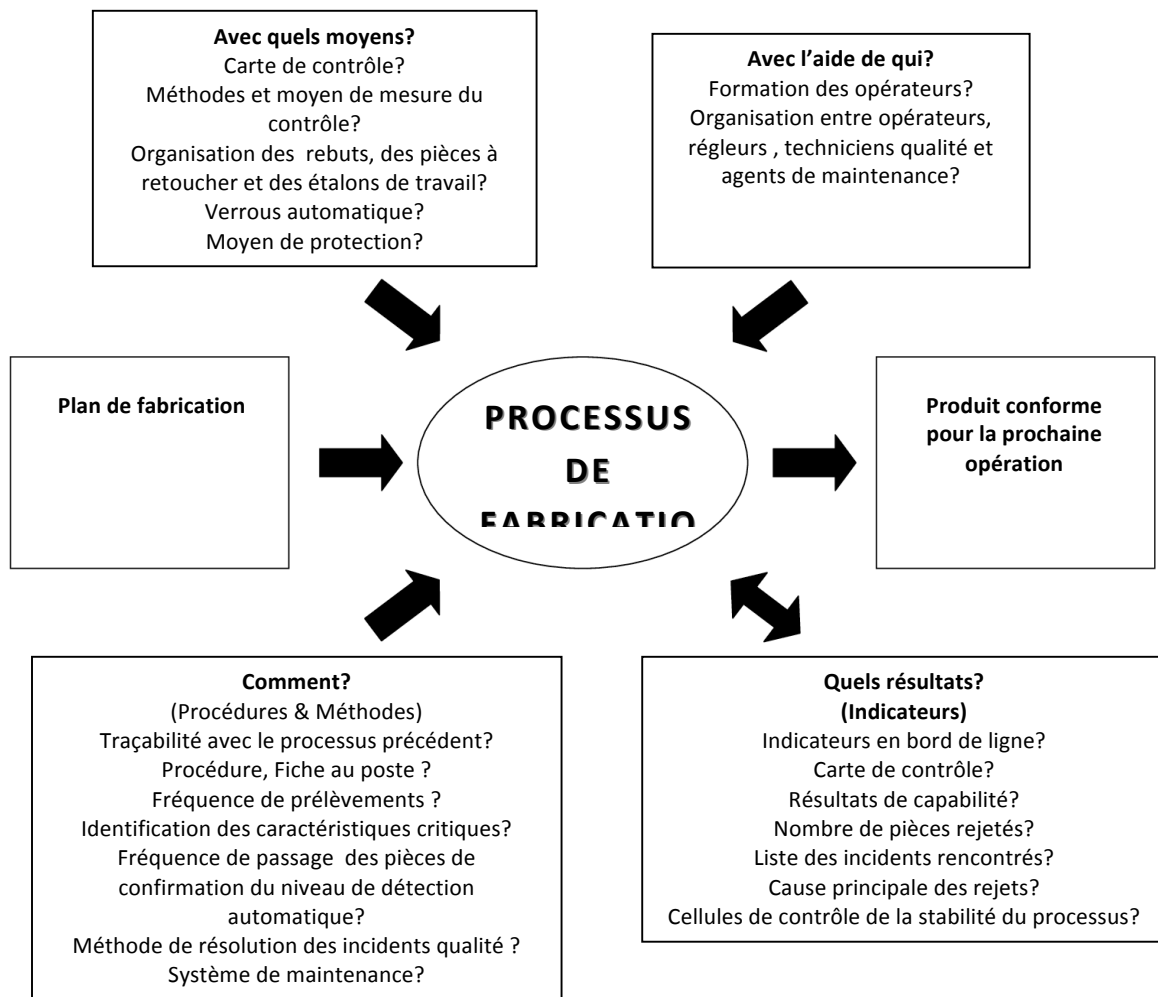 Avec quels moyens?
Carte de contrôle?
Méthodes et moyen de mesure du
contrôle?
Organisation des rebuts, des pièces à
retoucher et des étalons de travail?
Verrous automatique?
Moyen de protection?
Avec l'aide de qui?
Formation des opérateurs?
Organisation entre opérateurs,
régleurs , techniciens qualité et
agents de maintenance?
Plan de fabrication
PROCESSUS
DE
FABRICATIO
Produit conforme
pour la prochaine
opération
Comment?
(Procédures & Méthodes)
Traçabilité avec le processus précédent?
Procédure, Fiche au poste ?
Fréquence de prélèvements ?
Identification des caractéristiques critiques?
Fréquence de passage des pièces de
confirmation du niveau de détection
automatique?
Méthode de résolution des incidents qualité ?
Système de maintenance?
Quels résultats?
(Indicateurs)
Indicateurs en bord de ligne?
Carte de contrôle?
Résultats de capabilité?
Nombre de pièces rejetés?
Liste des incidents rencontrés?
Cause principale des rejets?
Cellules de contrôle de la stabilité du processus?